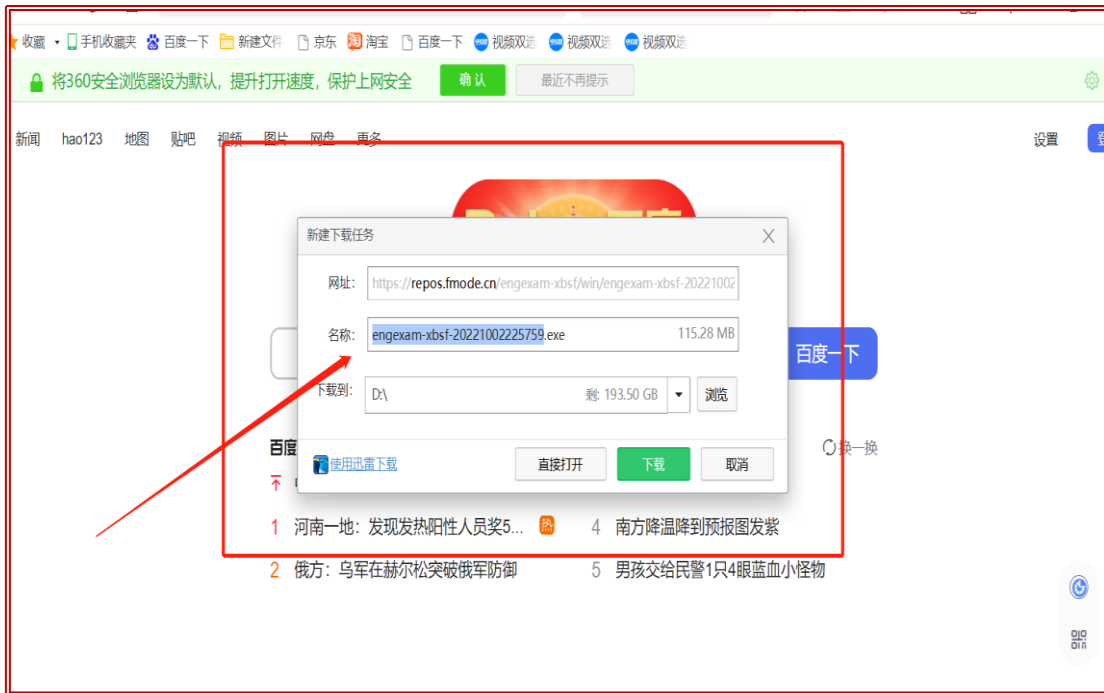 收藏 手机收藏夹 百度一下 新建文件 京东 淘宝 百度一下 视频双选 视频双选 视频双选
将360安全浏览器设为默认，提升打开速度，保护上网安全 确认 最近不再提示
新闻 hao123 地图 贴吧 视频 图片 网盘 更多 设置
新建下载任务
网址： https://repos.fmode.cn/engexam-xbsf/win/engexam-xbsf-20221002
名称： engexam-xbsf-20221002225759.exe 115.28 MB
百度一下
下载到： D:\ 剩: 193.50 GB 浏览
百度 换一换
使用迅雷下载 直接打开 下载 取消
1 河南一地：发现发热阳性人员奖5... 热 4 南方降温降到预报图发紫
2 俄方：乌军在赫尔松突破俄军防御 5 男孩交给民警1只4眼蓝血小怪物